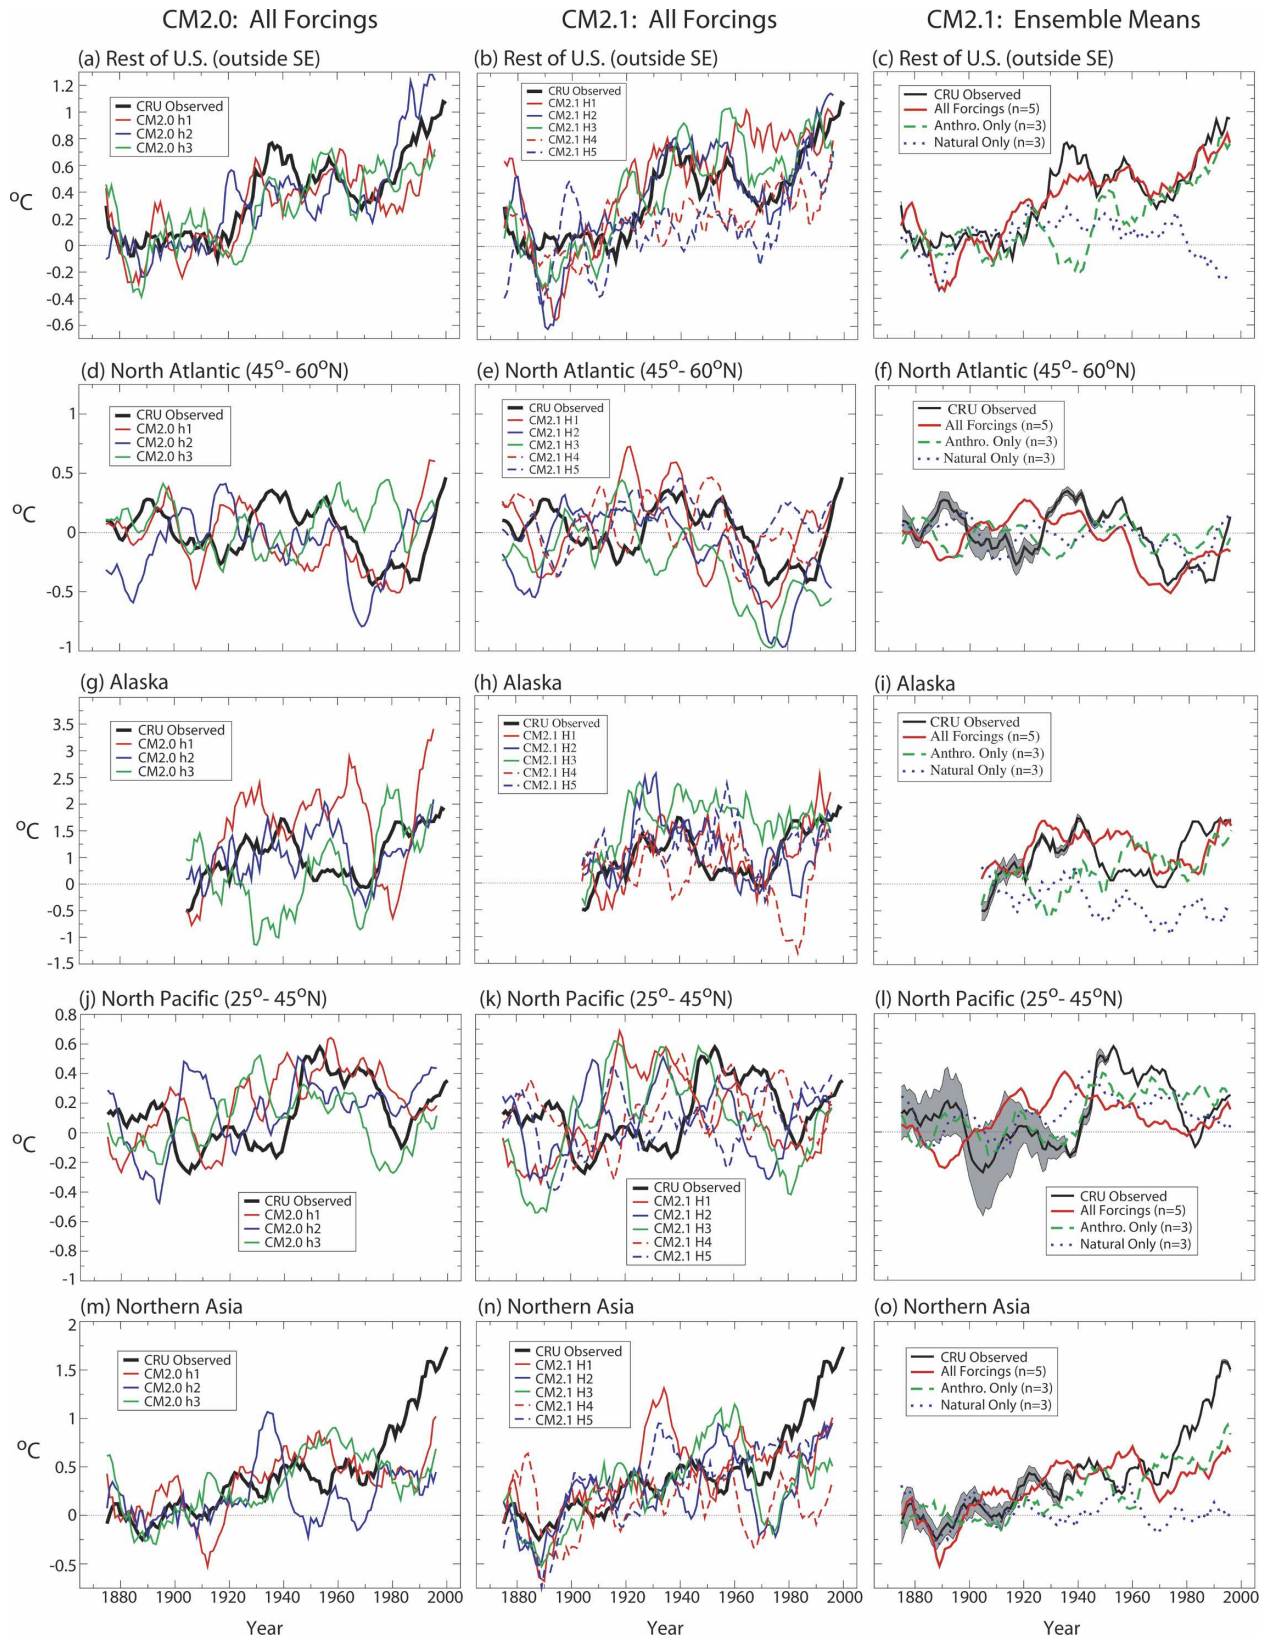 CM2.0: All Forcings
CM2.1: All Forcings
CM2.1: Ensemble Means
(a) Rest of U.S. (outside SE)
(b) Rest of U.S. (outside SE)
(c) Rest of U.S. (outside SE)
1.2
1
0.8
0.6
0.4
0.2
0
-0.2
-0.4
-0.6
°C
CRU Observed
CM2.0 h1
CM2.0 h2
CM2.0 h3
CRU Observed
CM2.1 H1
CM2.1 H2
CM2.1 H3
CM2.1 H4
CM2.1 H5
CRU Observed
All Forcings (n=5)
Anthro. Only (n=3)
Natural Only (n=3)
(d) North Atlantic (45°- 60°N)
(e) North Atlantic (45°- 60°N)
(f) North Atlantic (45°- 60°N)
1
0.5
0
-0.5
-1
°C
CRU Observed
CM2.0 h1
CM2.0 h2
CM2.0 h3
CRU Observed
CM2.1 H1
CM2.1 H2
CM2.1 H3
CM2.1 H4
CM2.1 H5
CRU Observed
All Forcings (n=5)
Anthro Only (n=3)
Natural Only (n=3)
(g) Alaska
(h) Alaska
(i) Alaska
3.5
3
2.5
2
1.5
1
0
-0.5
-1
-1.5
°C
CRU Observed
CM2.0 h1
CM2.0 h2
CM2.0 h3
CRU Observed
CM2.1 H1
CM2.1 H2
CM2.1 H3
CM2.1 H4
CM2.1 H5
CRU Observed
All Forcings (n=5)
Anthro. Only (n=3)
Natural Only (n=3)
(j) North Pacific (25°- 45°N)
(k) North Pacific (25°- 45°N)
(l) North Pacific (25°- 45°N)
0.8
0.6
0.4
0.2
0
-0.2
-0.4
-0.6
-0.8
-1
°C
CRU Observed
CM2.0 h1
CM2.0 h2
CM2.0 h3
CRU Observed
CM2.1 H1
CM2.1 H2
CM2.1 H3
CM2.1 H4
CM2.1 H5
CRU Observed
All Forcings (n=5)
Anthro. Only (n=3)
Natural Only (n=3)
(m) Northern Asia
(n) Northern Asia
(o) Northern Asia
2
1.5
1
0.5
0
-0.5
°C
CRU Observed
CM2.0 h1
CM2.0 h2
CM2.0 h3
CRU Observed
CM2.1 H1
CM2.1 H2
CM2.1 H3
CM2.1 H4
CM2.1 H5
CRU Observed
All Forcings (n=5)
Anthro. Only (n=3)
Natural Only (n=3)
1880 1900 1920 1940 1960 1980 2000
1880 1900 1920 1940 1960 1980 2000
1880 1900 1920 1940 1960 1980 2000
Year
Year
Year